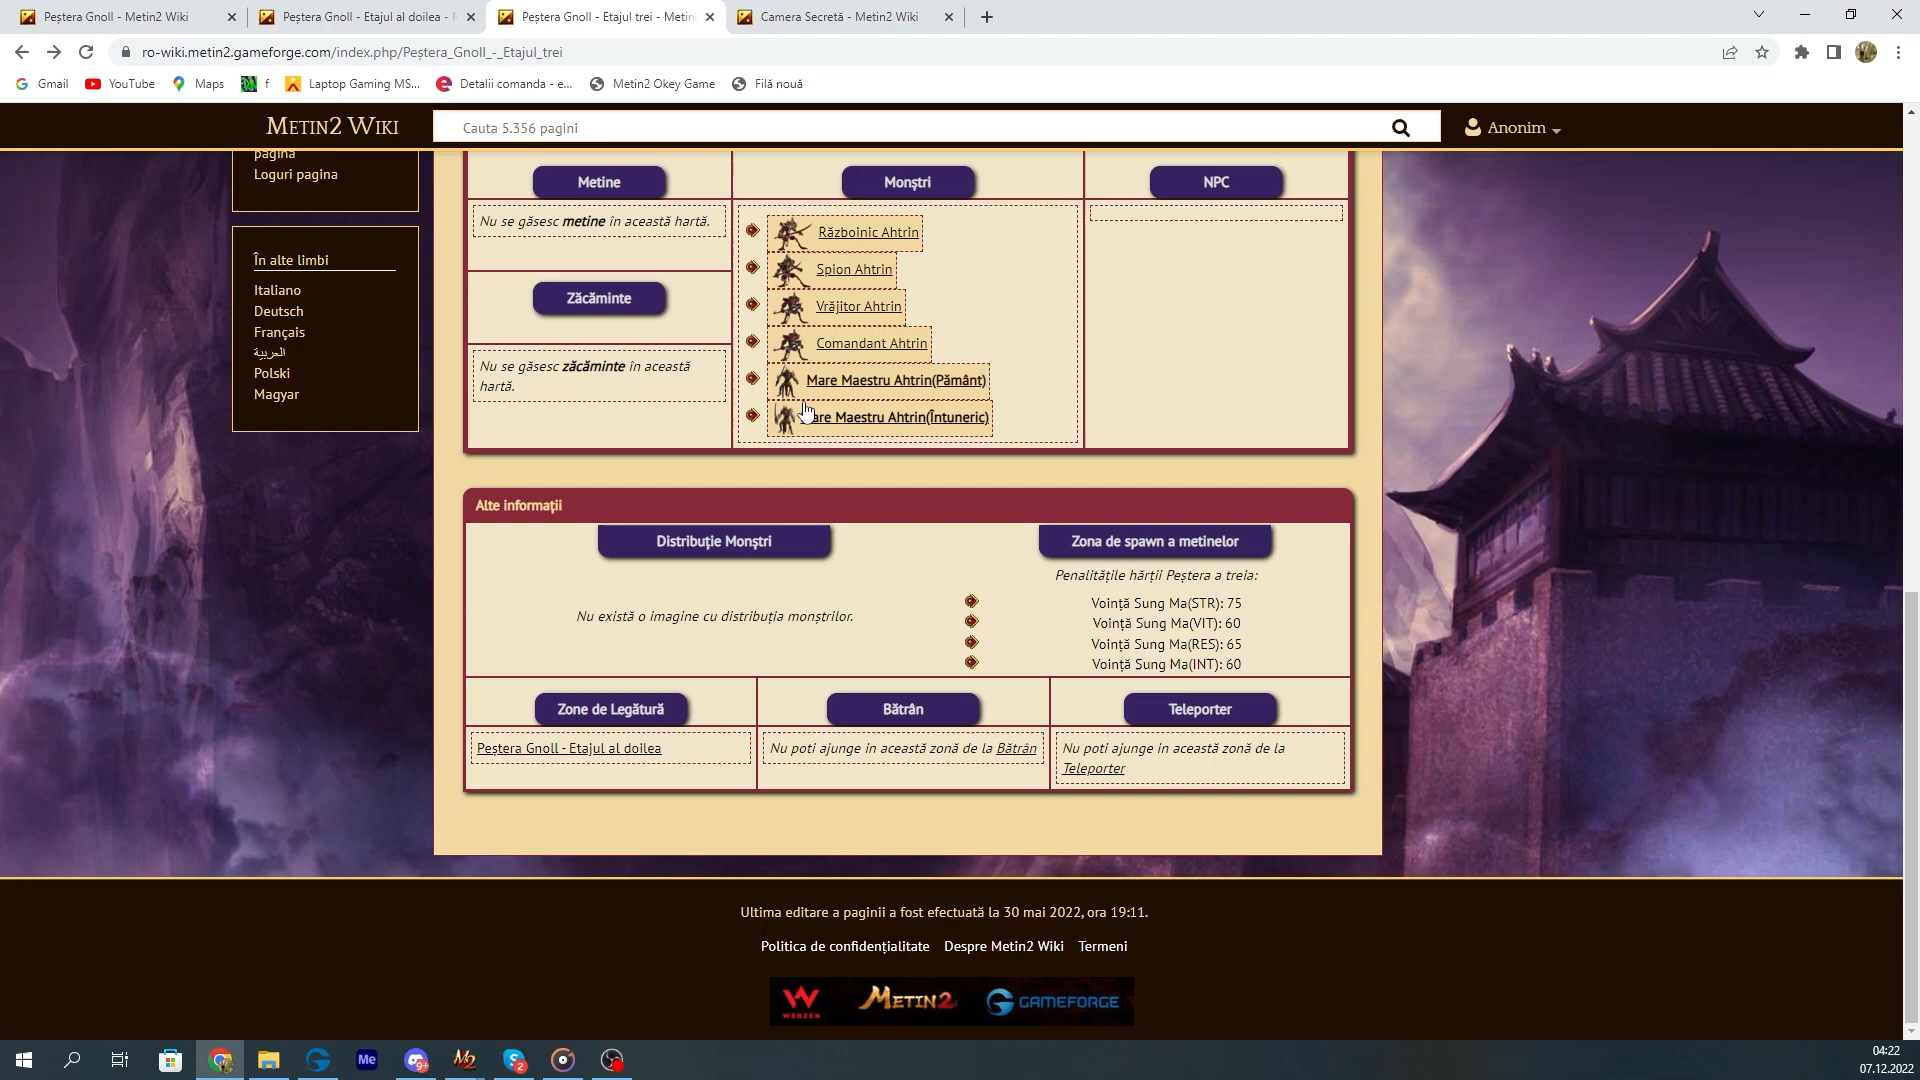 Peștera Gnoll - Metin2 Wiki
Peștera Gnoll - Etajul al doilea -
Peștera Gnoll - Etajul trei - Metin
Camera Secretă - Metin2 Wiki
ro-wiki.metin2.gameforge.com/index.php/Peștera_Gnoll_-_Etajul_trei
Gmail
YouTube
Maps
f
Laptop Gaming MS...
Detalii comanda - e...
Metin2 Okey Game
Filă nouă
Metin2 Wiki
Cauta 5.356 pagini
Anonim
pagina
Loguri pagina
În alte limbi
Italiano
Deutsch
Français
العربية
Polski
Magyar
Metine
Monștri
NPC
Nu se găsesc metine în această hartă.
Zăcăminte
Nu se găsesc zăcăminte în această
hartă.
Războinic Ahtrin
Spion Ahtrin
Vrăjitor Ahtrin
Comandant Ahtrin
Mare Maestru Ahtrin(Pământ)
are Maestru Ahtrin(Întuneric)
Alte informații
Distribuție Monștri
Zona de spawn a metinelor
Nu există o imagine cu distribuția monștrilor.
Penalitățile hărții Peștera a treia:
Voință Sung Ma(STR): 75
Voință Sung Ma(VIT): 60
Voință Sung Ma(RES): 65
Voință Sung Ma(INT): 60
Zone de Legătură
Bătrân
Teleporter
Peștera Gnoll - Etajul al doilea
Nu poti ajunge in această zonă de la Bătrân
Nu poti ajunge in această zonă de la
Teleporter
Ultima editare a paginii a fost efectuată la 30 mai 2022, ora 19:11.
Politica de confidențialitate
Despre Metin2 Wiki
Termeni
WEBZEN
METIN2
GAMEFORGE
Me
9+
2
04:22
07.12.2022